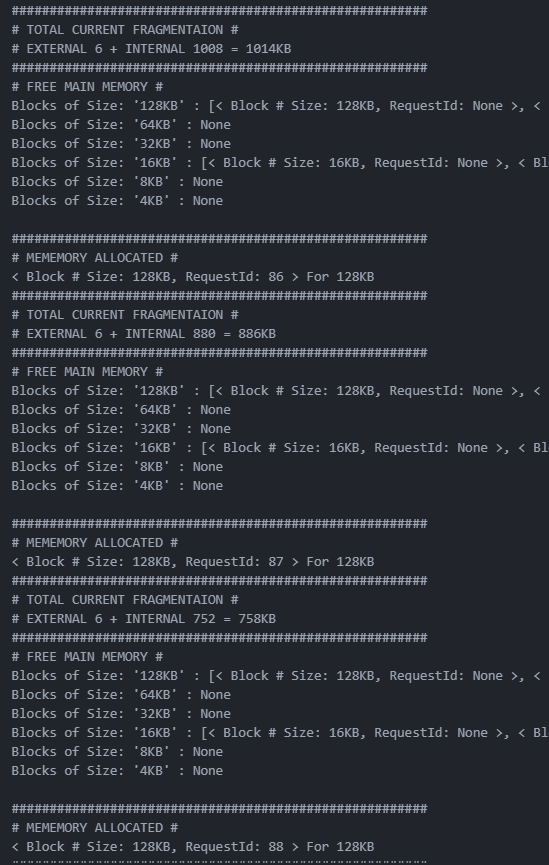 #######################################################
# TOTAL CURRENT FRAGMENTAION #
# EXTERNAL 6 + INTERNAL 1008 = 1014KB
#######################################################
# FREE MAIN MEMORY #
Blocks of Size: '128KB' : [< Block # Size: 128KB, RequestId: None >, <
Blocks of Size: '64KB' : None
Blocks of Size: '32KB' : None
Blocks of Size: '16KB' : [< Block # Size: 16KB, RequestId: None >, < Bl
Blocks of Size: '8KB' : None
Blocks of Size: '4KB' : None

#######################################################
# MEMEMORY ALLOCATED #
< Block # Size: 128KB, RequestId: 86 > For 128KB
#######################################################
# TOTAL CURRENT FRAGMENTAION #
# EXTERNAL 6 + INTERNAL 880 = 886KB
#######################################################
# FREE MAIN MEMORY #
Blocks of Size: '128KB' : [< Block # Size: 128KB, RequestId: None >, <
Blocks of Size: '64KB' : None
Blocks of Size: '32KB' : None
Blocks of Size: '16KB' : [< Block # Size: 16KB, RequestId: None >, < Bl
Blocks of Size: '8KB' : None
Blocks of Size: '4KB' : None

#######################################################
# MEMEMORY ALLOCATED #
< Block # Size: 128KB, RequestId: 87 > For 128KB
#######################################################
# TOTAL CURRENT FRAGMENTAION #
# EXTERNAL 6 + INTERNAL 752 = 758KB
#######################################################
# FREE MAIN MEMORY #
Blocks of Size: '128KB' : [< Block # Size: 128KB, RequestId: None >, <
Blocks of Size: '64KB' : None
Blocks of Size: '32KB' : None
Blocks of Size: '16KB' : [< Block # Size: 16KB, RequestId: None >, < Bl
Blocks of Size: '8KB' : None
Blocks of Size: '4KB' : None

#######################################################
# MEMEMORY ALLOCATED #
< Block # Size: 128KB, RequestId: 88 > For 128KB